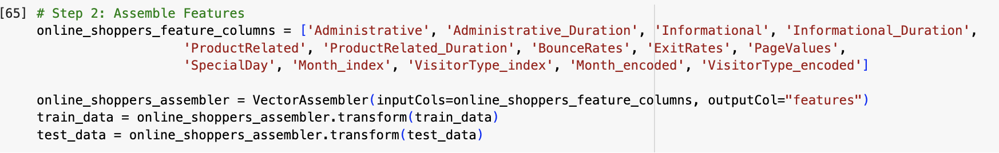 [65] # Step 2: Assemble Features
online_shoppers_feature_columns = ['Administrative', 'Administrative_Duration', 'Informational', 'Informational_Duration',
'ProductRelated', 'ProductRelated_Duration', 'BounceRates', 'ExitRates', 'PageValues',
'SpecialDay', 'Month_index', 'VisitorType_index', 'Month_encoded', 'VisitorType_encoded']
online_shoppers_assembler = VectorAssembler(inputCols=online_shoppers_feature_columns, outputCol="features")
train_data = online_shoppers_assembler.transform(train_data)
test_data = online_shoppers_assembler.transform(test_data)